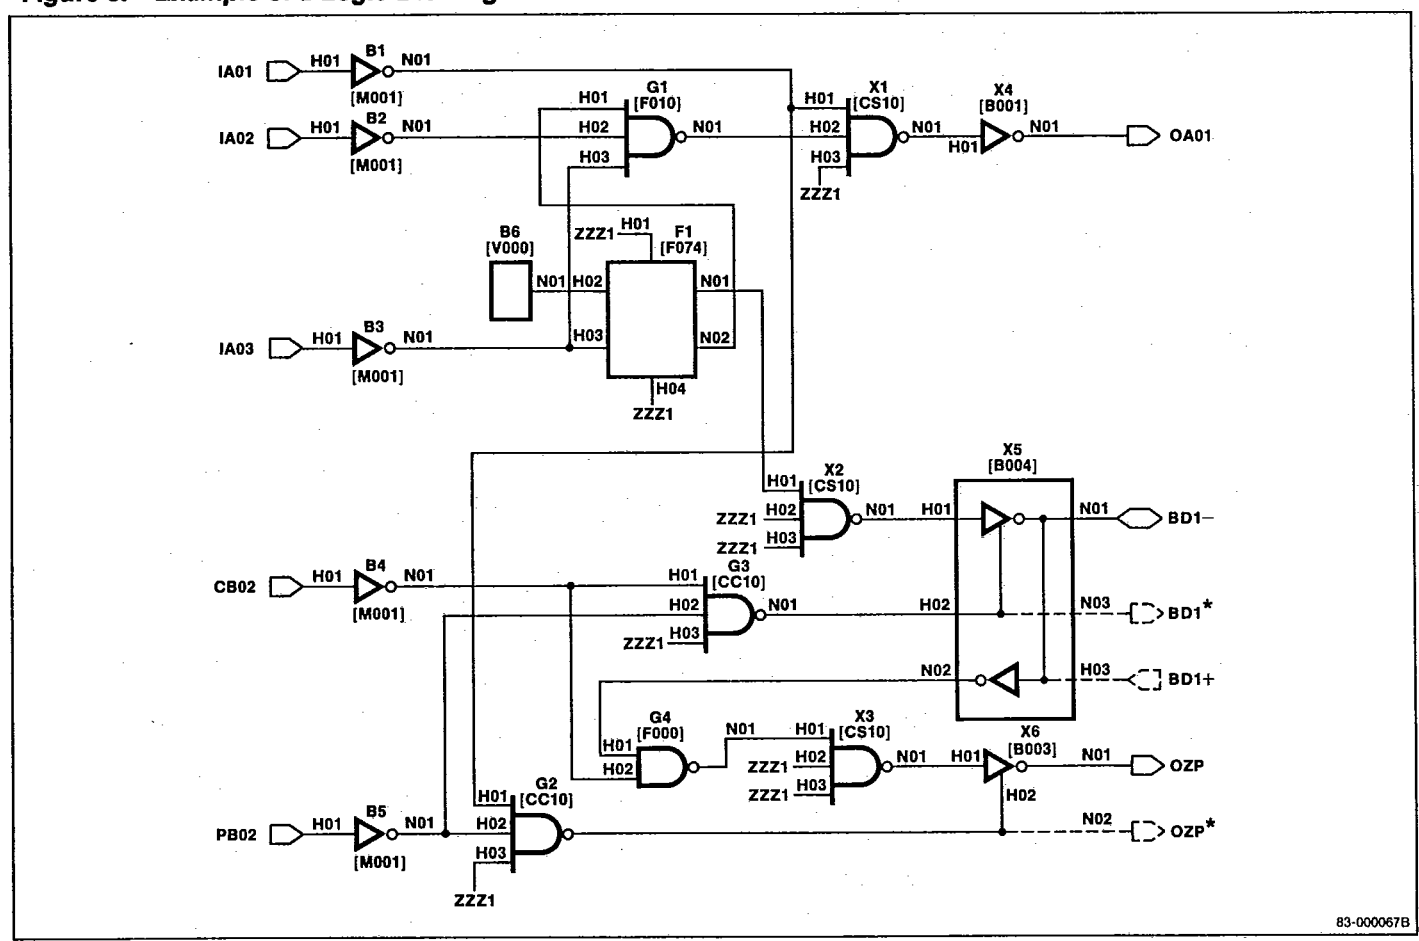 Figure Example of a Logic
IA01 H01 B1 N01
[M001]
IA02 H01 B2 N01
[M001]
H01 G1
[F010]
H02 N01
H03
H01 X1
[CS10]
H02 N01
H03
ZZZ1
X4
[B001]
H01 N01 OA01
B6
[V000]
N01
ZZZ1 H01 F1
[F074]
H02 N01
H03 N02
H04
ZZZ1
IA03 H01 B3 N01
[M001]
H01 X2
[CS10]
ZZZ1 H02 N01
ZZZ1 H03
X5
[B004]
H01 N01 BD1−
H02 N03 BD1*
N02 H03 BD1+
CB02 H01 B4 N01
[M001]
H01 G3
[CC10]
H02 N01
ZZZ1 H03
G4
[F000]
H01 N01
H02
H01 X3
[CS10]
ZZZ1 H02 N01
ZZZ1 H03
X6
[B003]
H01 N01 OZP
H02
N02 OZP*
PB02 H01 B5 N01
[M001]
H01 G2
[CC10]
H02
H03
ZZZ1
83-000067B